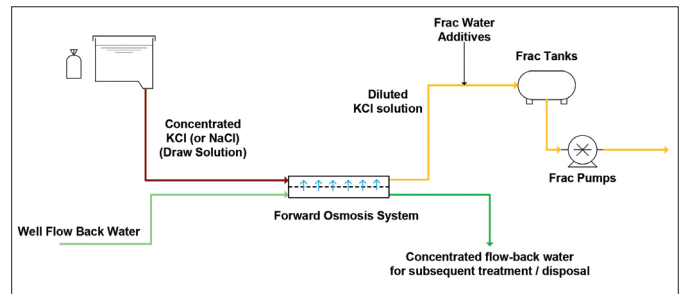 Frac Water
Additives
Frac Tanks
Diluted
KCl solution
Concentrated
KCl (or NaCl)
(Draw Solution)
Frac Pumps
Forward Osmosis System
Well Flow Back Water
Concentrated flow-back water
for subsequent treatment / disposal